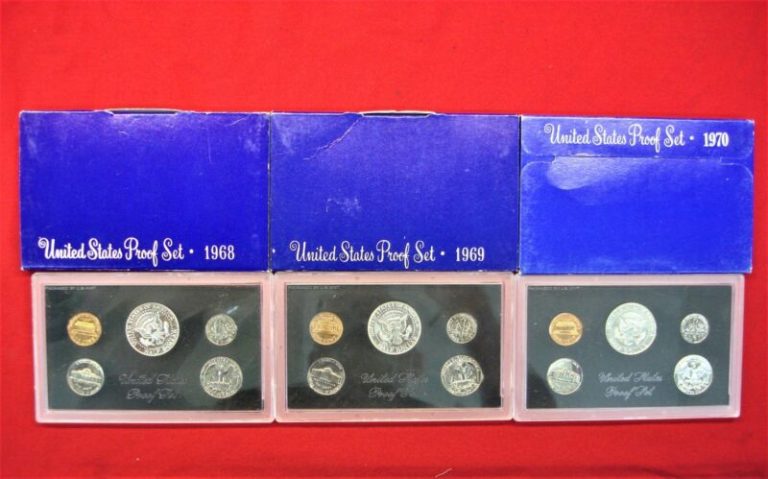 United States Proof Set · 1968
United States Proof Set · 1969
United States Proof Set · 1970
United States
Proof Set
United States
Proof Set
United States
Proof Set